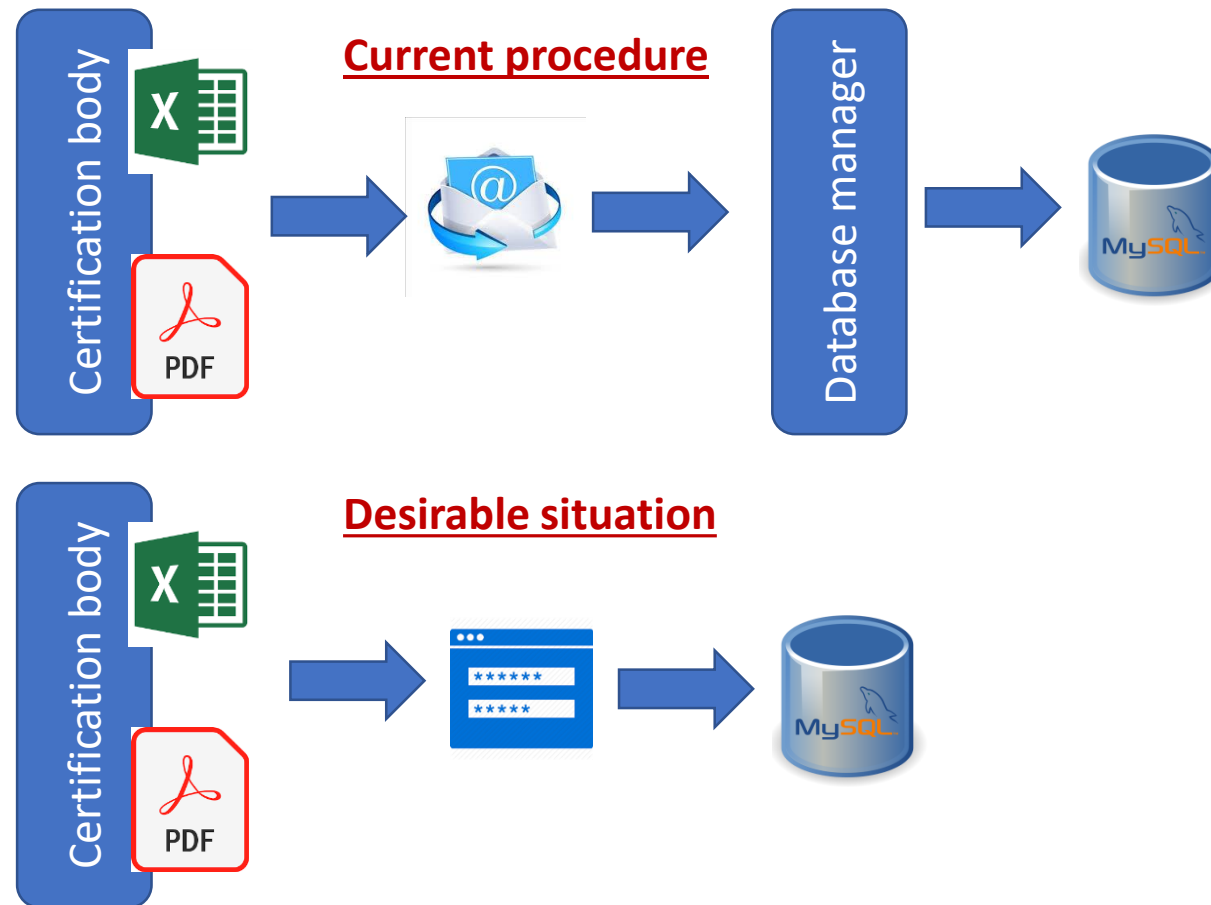 Current procedure
Certification body
X
PDF
@
Database manager
MySQL
Desirable situation
Certification body
X
PDF
******
*****
MySQL